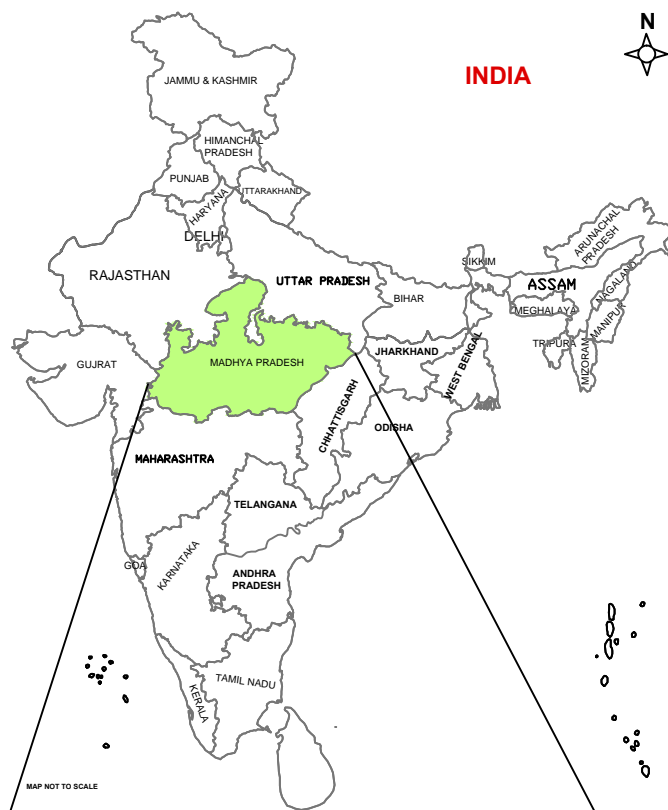 N
INDIA
JAMMU & KASHMIR
HIMANCHAL
PRADESH
PUNJAB
UTTARAKHAND
HARYANA
DELHI
RAJASTHAN
UTTAR PRADESH
SIKKIM
ARUNACHAL
PRADESH
ASSAM
NAGALAND
BIHAR
MEGHALAYA
MANIPUR
TRIPURA
MIZORAM
JHARKHAND
WEST BENGAL
GUJRAT
MADHYA PRADESH
CHHATTISGARH
ODISHA
MAHARASHTRA
TELANGANA
GOA
KARNATAKA
ANDHRA
PRADESH
TAMIL NADU
KERALA
MAP NOT TO SCALE